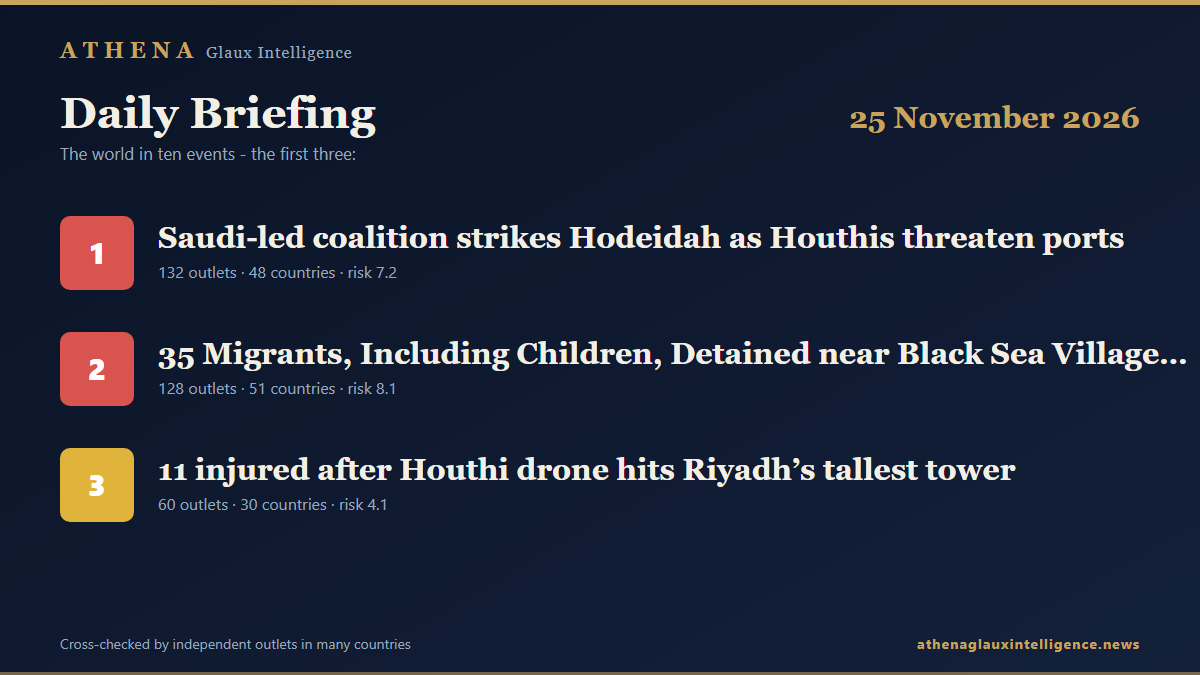 ATHENA Glaux Intelligence
Daily Briefing
25 November 2026
The world in ten events - the first three:
1
Saudi-led coalition strikes Hodeidah as Houthis threaten ports
132 outlets · 48 countries · risk 7.2
2
35 Migrants, Including Children, Detained near Black Sea Village...
128 outlets · 51 countries · risk 8.1
3
11 injured after Houthi drone hits Riyadh’s tallest tower
60 outlets · 30 countries · risk 4.1
Cross-checked by independent outlets in many countries
athenaglauxintelligence.news